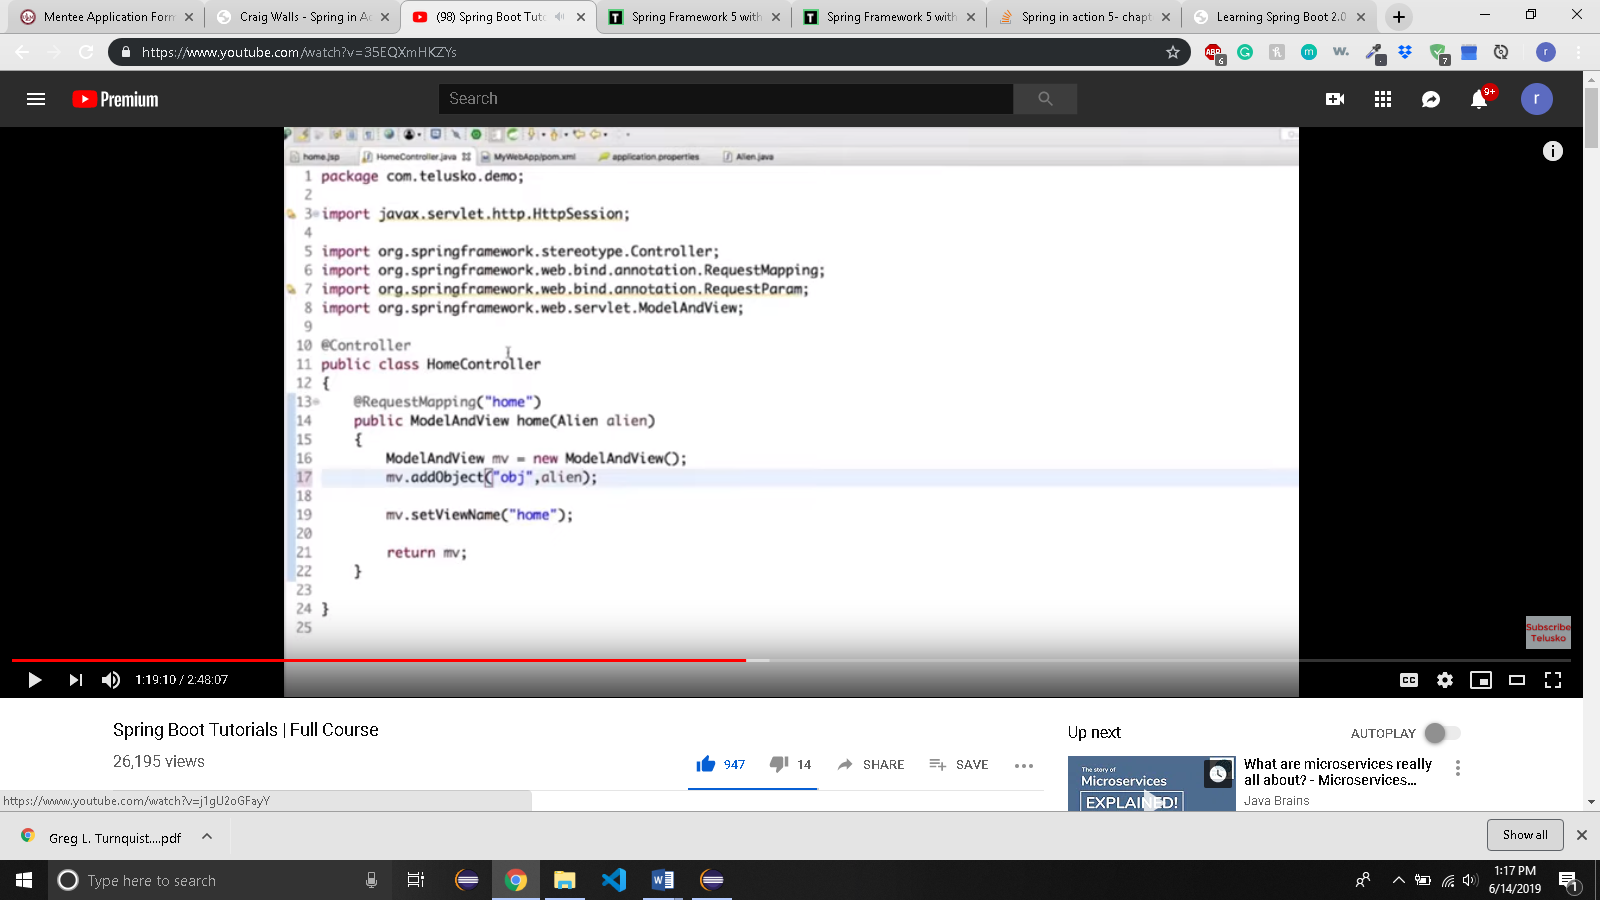 Mentee Application Form
Craig Walls - Spring in Ac
(98) Spring Boot Tuto
Spring Framework 5 with
Spring Framework 5 with
Spring in action 5- chapt
Learning Spring Boot 2.0
https://www.youtube.com/watch?v=35EQXmHKZYs
ABP
6
7
r
Premium
Search
9+
r
home.jsp
HomeController.java
MyWebApp/pom.xml
application.properties
Alien.java
1 package com.telusko.demo;
2
3 import javax.servlet.http.HttpSession;
4
5 import org.springframework.stereotype.Controller;
6 import org.springframework.web.bind.annotation.RequestMapping;
7 import org.springframework.web.bind.annotation.RequestParam;
8 import org.springframework.web.servlet.ModelAndView;
9
10 @Controller
11 public class HomeController
12 {
13 @RequestMapping("home")
14 public ModelAndView home(Alien alien)
15 {
16 ModelAndView mv = new ModelAndView();
17 mv.addObject("obj",alien);
18
19 mv.setViewName("home");
20
21 return mv;
22 }
23
24 }
25
Subscribe
Telusko
1:19:10 / 2:48:07
CC
Spring Boot Tutorials | Full Course
26,195 views
947
14
SHARE
SAVE
Up next
AUTOPLAY
The story of
Microservices
EXPLAINED!
What are microservices really
all about? - Microservices...
Java Brains
https://www.youtube.com/watch?v=j1gU2oGFayY
Greg L. Turnquist....pdf
Show all
Type here to search
1:17 PM
6/14/2019
1